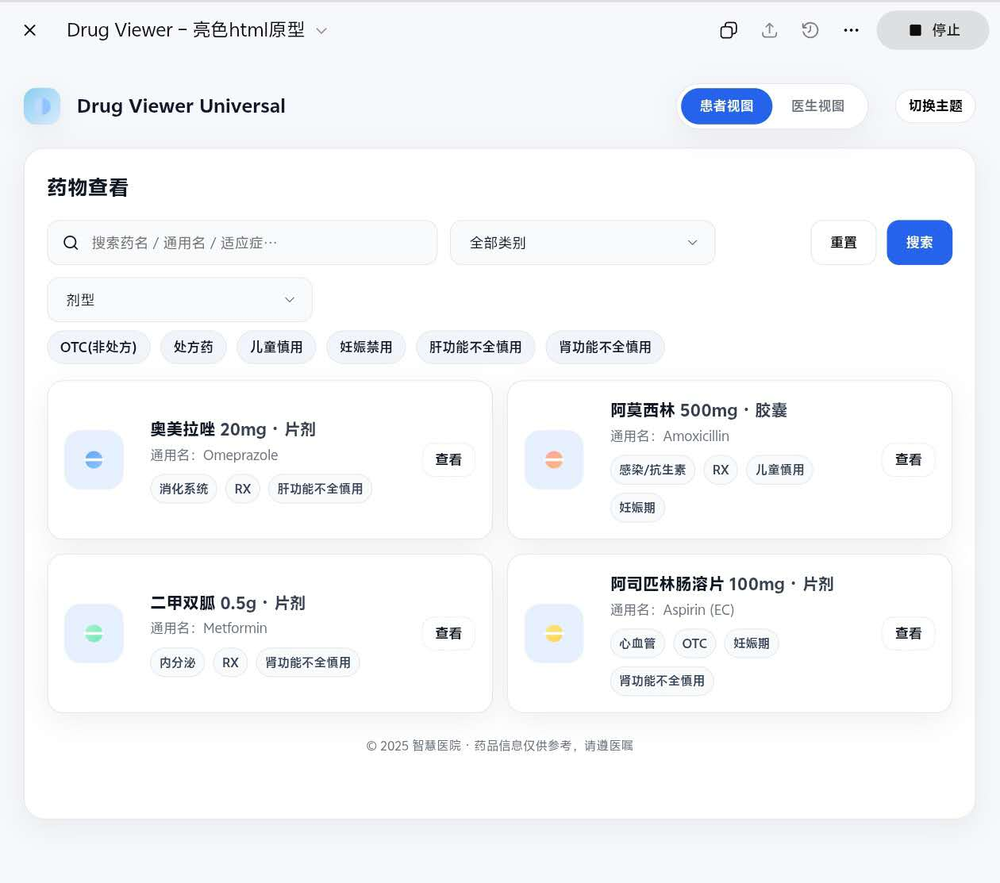 Drug Viewer - 亮色html原型
停止
Drug Viewer Universal
患者视图
医生视图
切换主题
药物查看
搜索药名 / 通用名 / 适应症…
全部类别
重置
搜索
剂型
OTC(非处方)
处方药
儿童慎用
妊娠禁用
肝功能不全慎用
肾功能不全慎用
奥美拉唑 20mg · 片剂
通用名：Omeprazole
消化系统
RX
肝功能不全慎用
查看
阿莫西林 500mg · 胶囊
通用名：Amoxicillin
感染/抗生素
RX
儿童慎用
妊娠期
查看
二甲双胍 0.5g · 片剂
通用名：Metformin
内分泌
RX
肾功能不全慎用
查看
阿司匹林肠溶片 100mg · 片剂
通用名：Aspirin (EC)
心血管
OTC
妊娠期
肾功能不全慎用
查看
© 2025 智慧医院 · 药品信息仅供参考，请遵医嘱